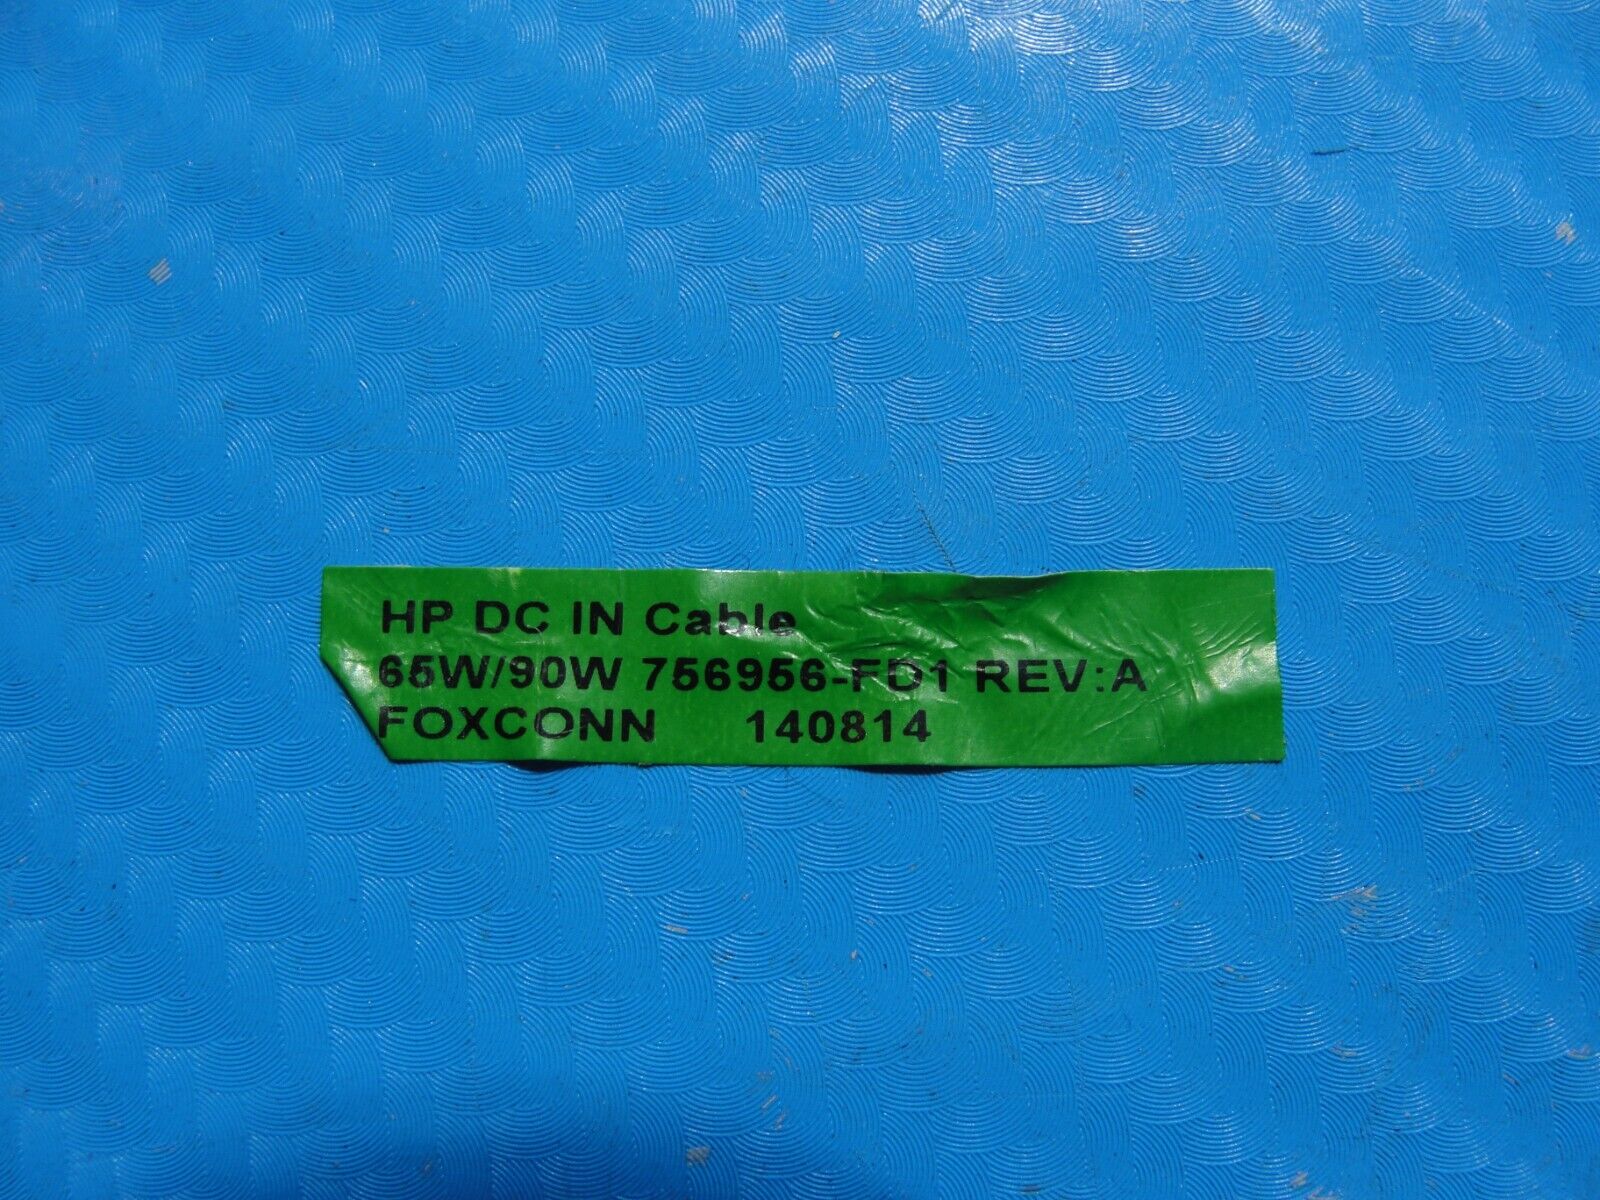 HP DC IN Cable
65W/90W 756956-FD1 REV:A
FOXCONN 140814